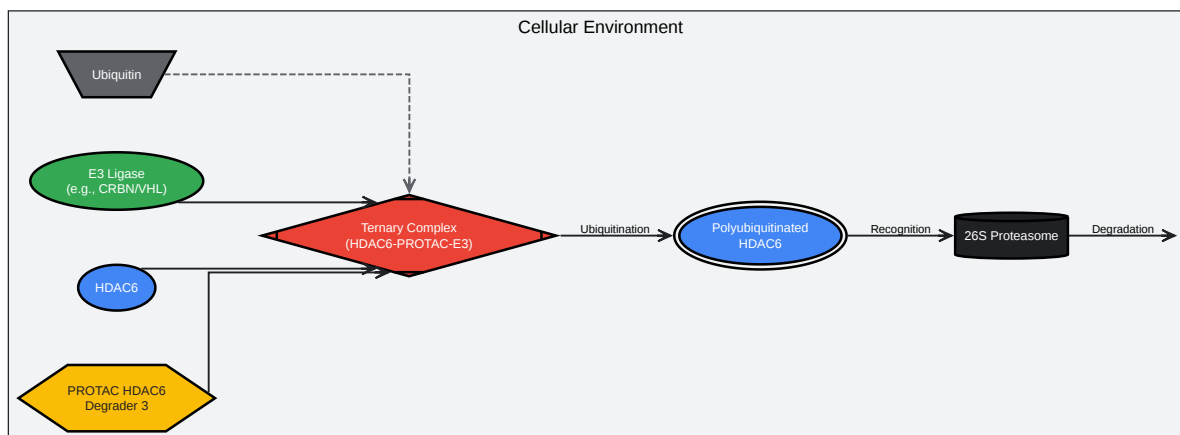 Cellular Environment
Ubiquitin
E3 Ligase
(e.g., CRBN/VHL)
Ternary Complex
(HDAC6-PROTAC-E3)
Ubiquitination
Polyubiquitinated
HDAC6
Recognition
26S Proteasome
Degradation
HDAC6
PROTAC HDAC6
Degrader 3